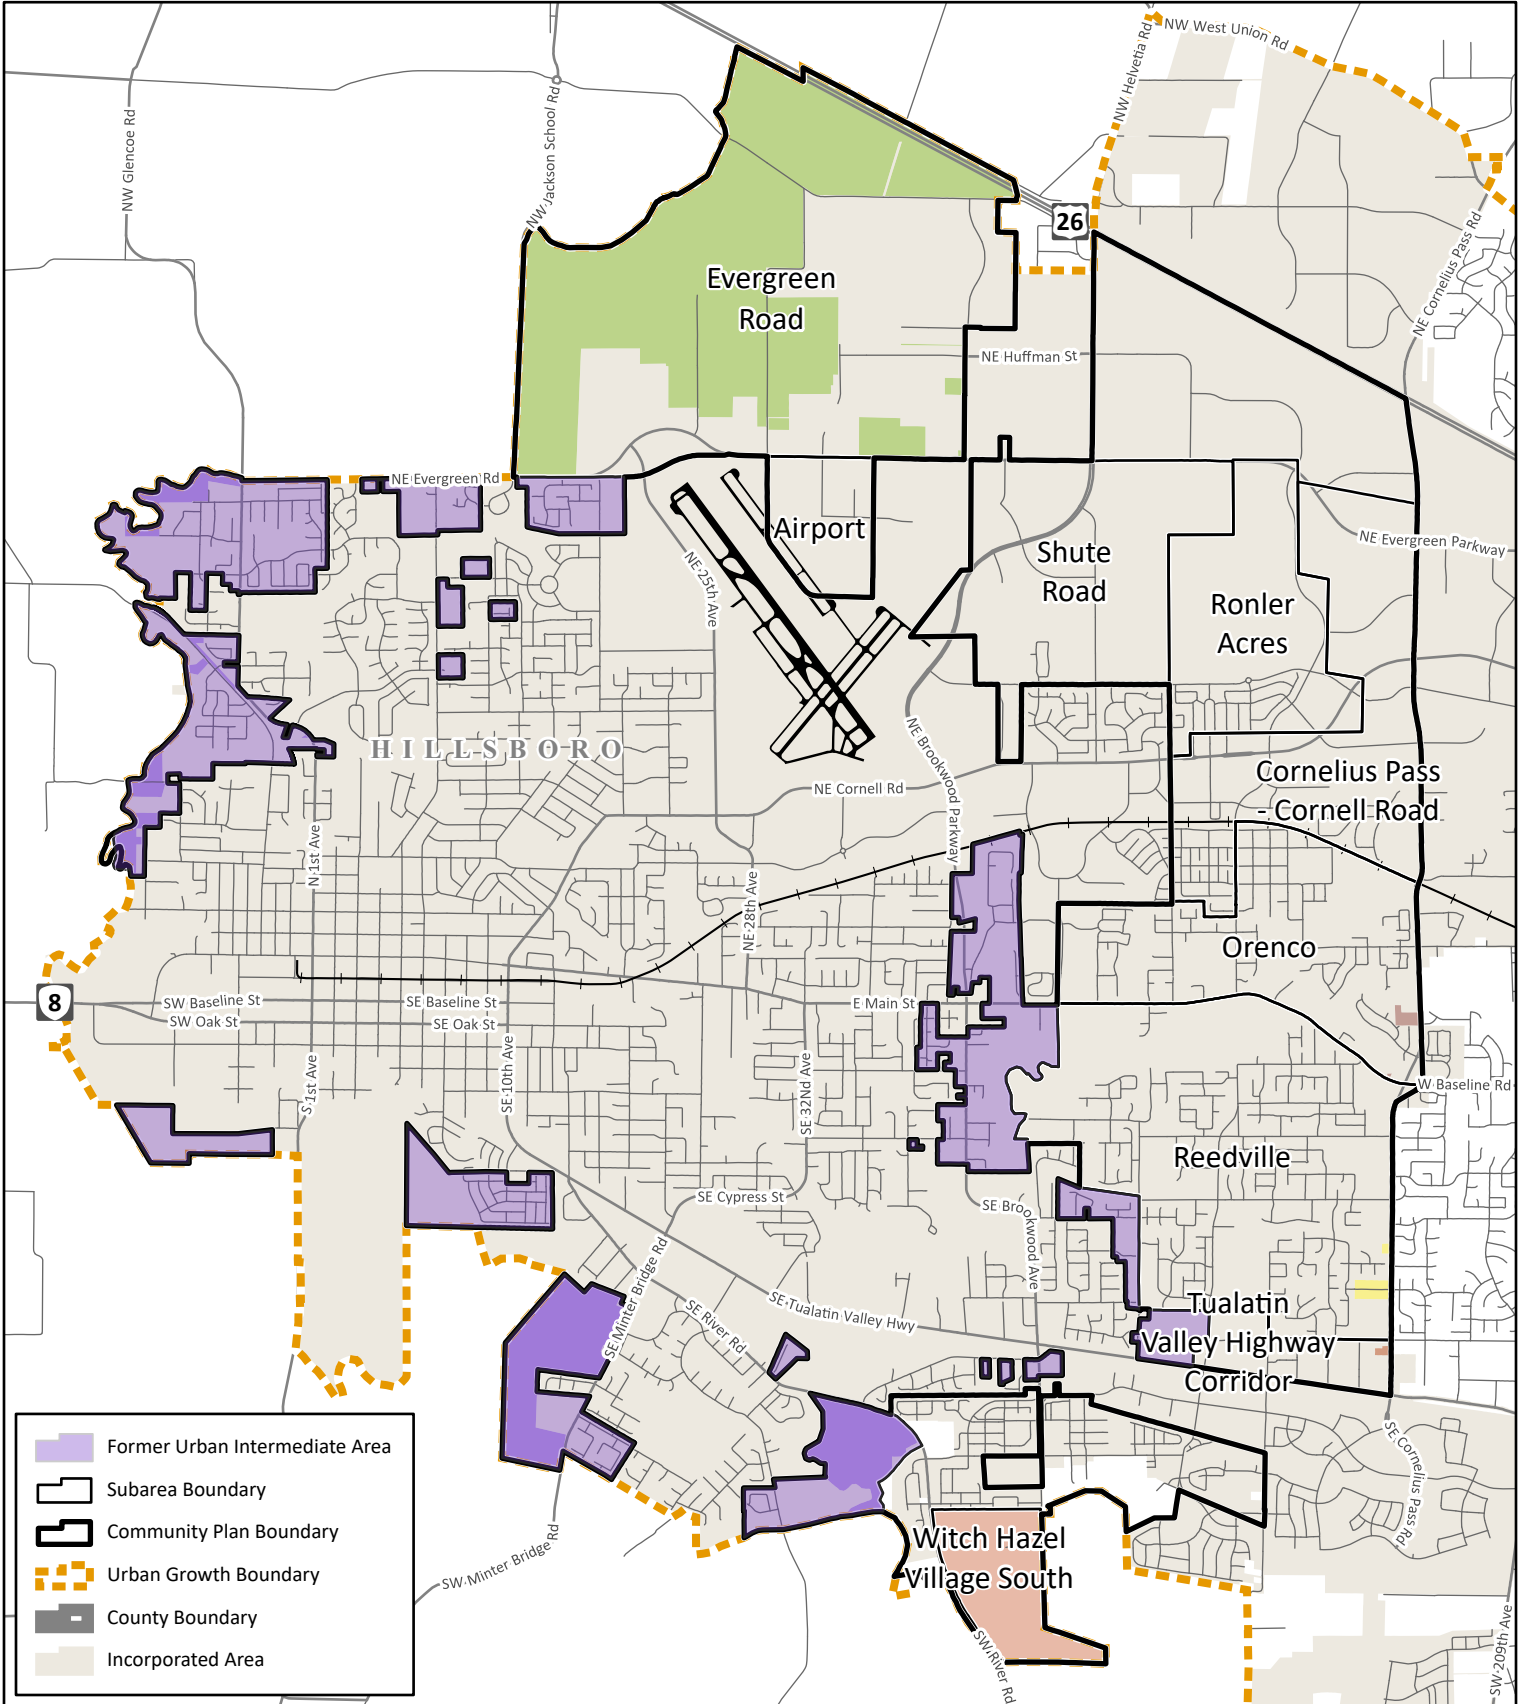 NW West Union Rd
NW Helvetia Rd
NW Glencoe Rd
NW Jackson School Rd
26
NE Cornelius Pass Rd
Evergreen
Road
NE Huffman St
NE Evergreen Rd
Airport
NE Evergreen Parkway
Shute
Road
NE 25th Ave
Ronler
Acres
HILLSBORO
NE Brookwood Parkway
NE Cornell Rd
Cornelius Pass
- Cornell Road
N 1st Ave
NE 28th Ave
Orenco
8
SW Baseline St
SE Baseline St
E Main St
SW Oak St
SE Oak St
S 1st Ave
SE 10th Ave
SE 32Nd Ave
W Baseline Rd
Reedville
SE Cypress St
SE Brookwood Ave
SE Minter Bridge Rd
SE River Rd
SE Tualatin Valley Hwy
Tualatin
Valley Highway
Corridor
SE Cornelius Pass Rd
Witch Hazel
Village South
SW Minter Bridge Rd
SW River Rd
SW 209th Ave
Former Urban Intermediate Area
Subarea Boundary
Community Plan Boundary
Urban Growth Boundary
County Boundary
Incorporated Area